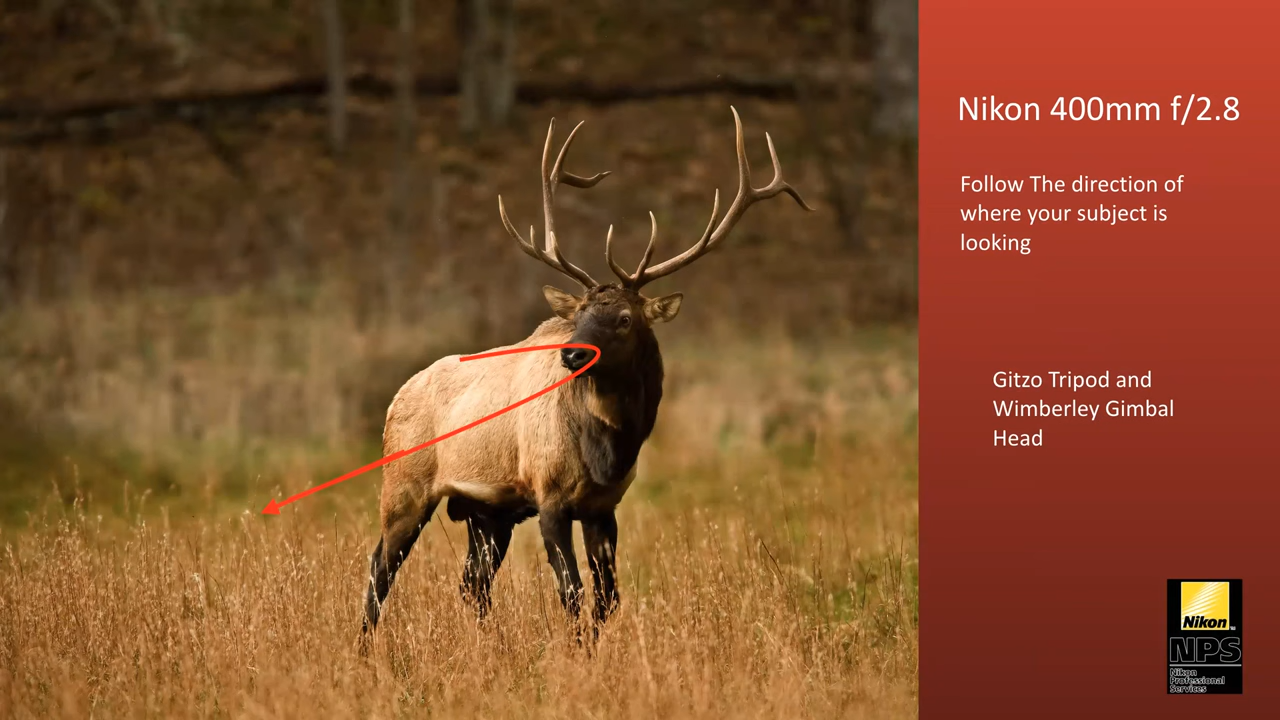 Nikon 400mm f/2.8
Follow The direction of
where your subject is
looking
Gitzo Tripod and
Wimberley Gimbal
Head
Nikon
NPS
Nikon
Professional
Services